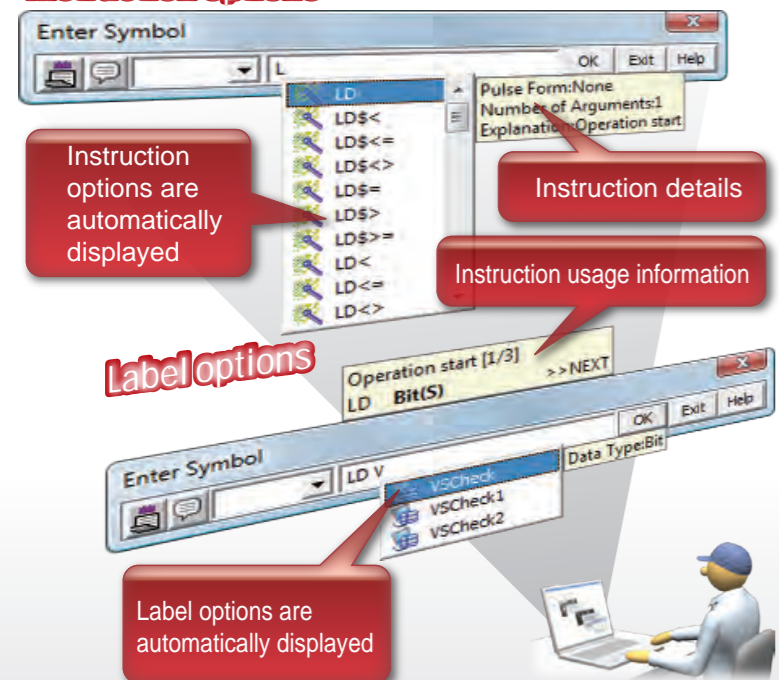 Enter Symbol
L
OK Exit Help
LD
LD$<
LD$<=
LD$<>
LD$=
LD$>
LD$>=
LD<
LD<=
LD<>
Pulse Form:None
Number of Arguments:1
Explanation:Operation start
Instruction
options are
automatically
displayed
Instruction details
Instruction usage information
Label options
Operation start [1/3]
>>NEXT
LD Bit(S)
Enter Symbol
LD V
OK Exit Help
VSCheck
VSCheck1
VSCheck2
Data Type:Bit
Label options are
automatically displayed